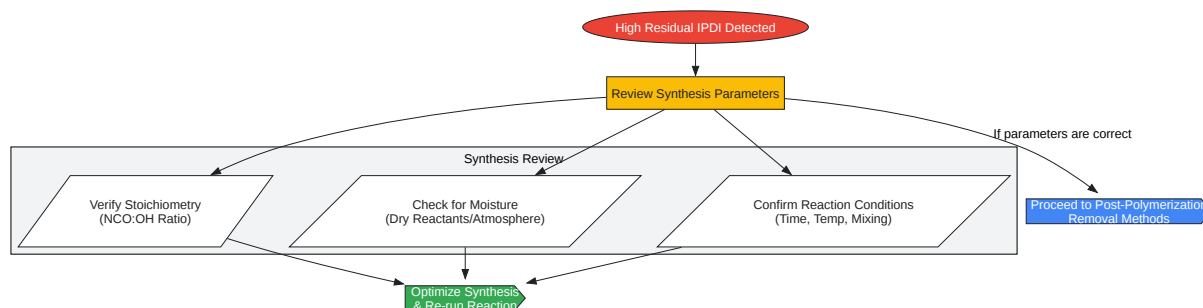 High Residual IPDI Detected
Review Synthesis Parameters
If parameters are correct
Synthesis Review
Verify Stoichiometry
(NCO:OH Ratio)
Check for Moisture
(Dry Reactants/Atmosphere)
Confirm Reaction Conditions
(Time, Temp, Mixing)
Proceed to Post-Polymerization
Removal Methods
Optimize Synthesis
& Re-run Reaction